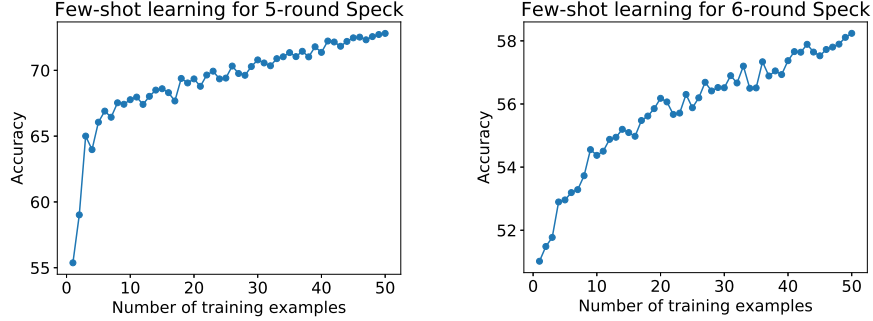 Few-shot learning for 5-round Speck
70
65
60
55
Accuracy
0 10 20 30 40 50
Number of training examples
Few-shot learning for 6-round Speck
58
56
54
52
Accuracy
0 10 20 30 40 50
Number of training examples